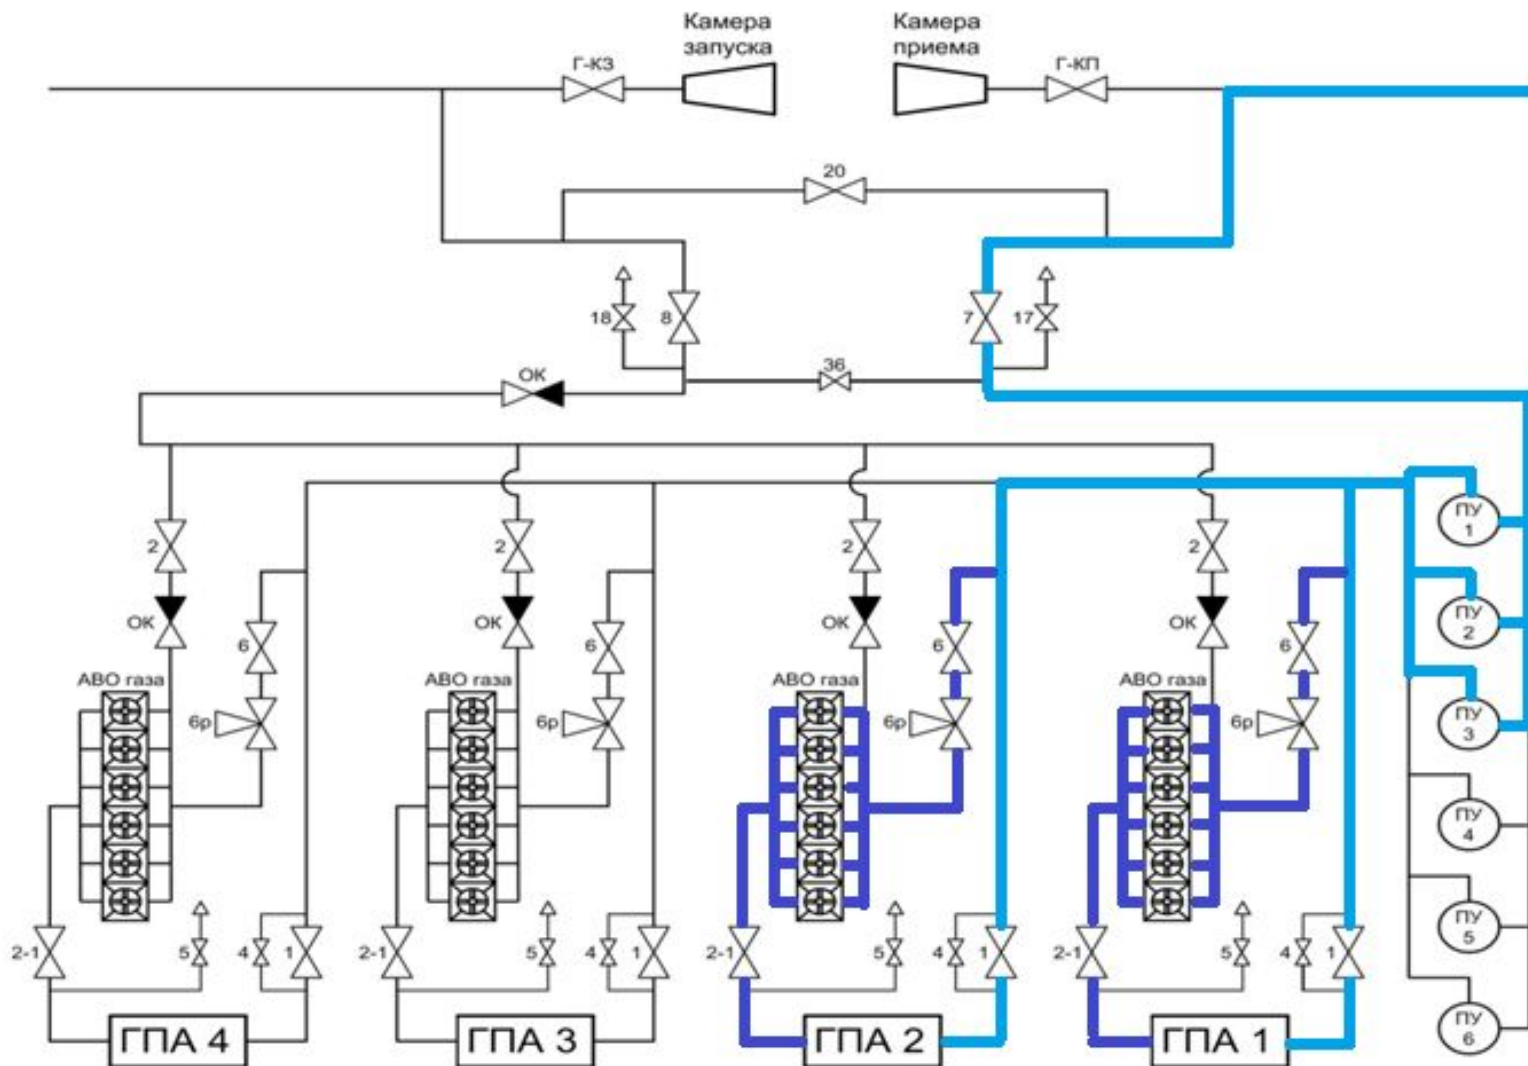 Камера
запуска
Камера
приема
Г-КЗ
Г-КП
20
18
8
7
17
36
ОК
2
2
2
2
ОК
ОК
ОК
ОК
6
6
6
6
АВО газа
АВО газа
АВО газа
АВО газа
6р
6р
6р
6р
ПУ
1
ПУ
2
ПУ
3
ПУ
4
ПУ
5
ПУ
6
2-1
5
4
1
2-1
5
4
1
2-1
5
4
1
2-1
5
4
1
ГПА 4
ГПА 3
ГПА 2
ГПА 1